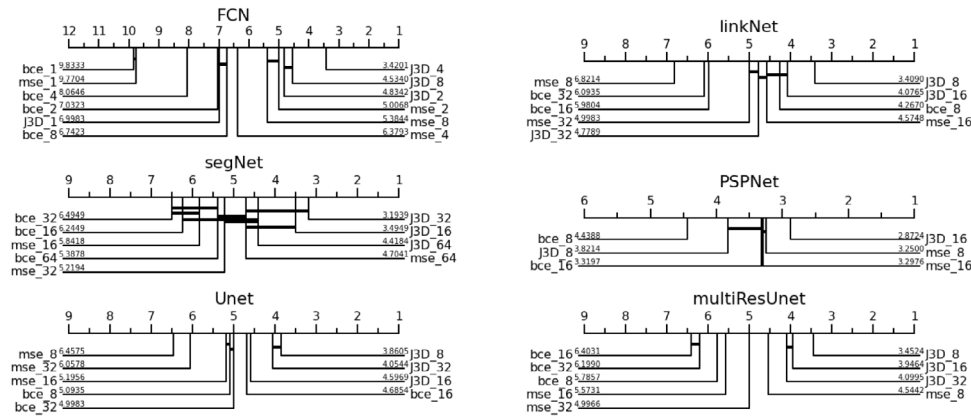 FCN
12 11 10 9 8 7 6 5 4 3 2 1
bce_1 9.8333 3.4201 J3D_4
mse_1 9.7704 4.5340 J3D_8
bce_4 8.0646 4.8342 J3D_2
bce_2 7.0323 5.0068 mse_2
J3D_1 6.9983 5.3844 mse_8
bce_8 6.7423 6.3793 mse_4
linkNet
9 8 7 6 5 4 3 2 1
mse_8 6.8214 3.4090 J3D_8
bce_32 6.0935 4.0765 J3D_16
bce_16 5.9804 4.2670 bce_8
mse_32 4.9983 4.5748 mse_16
J3D_32 4.7789
segNet
9 8 7 6 5 4 3 2 1
bce_32 6.4949 3.1939 J3D_32
bce_16 6.2449 3.4949 J3D_16
mse_16 5.8418 4.4184 J3D_64
bce_64 5.3878 4.7041 mse_64
mse_32 5.2194
PSPNet
6 5 4 3 2 1
bce_8 4.4388 2.8724 J3D_16
J3D_8 3.8214 3.2500 mse_8
bce_16 3.3197 3.2976 mse_16
Unet
9 8 7 6 5 4 3 2 1
mse_8 6.4575 3.8605 J3D_8
mse_32 6.0578 4.0544 J3D_32
mse_16 5.1956 4.5969 J3D_16
bce_8 5.0935 4.6854 bce_16
bce_32 4.9983
multiResUnet
9 8 7 6 5 4 3 2 1
bce_16 6.4031 3.4524 J3D_8
bce_32 6.1990 3.9464 J3D_16
bce_8 5.7857 4.0995 J3D_32
mse_16 5.5731 4.5442 mse_8
mse_32 4.9966